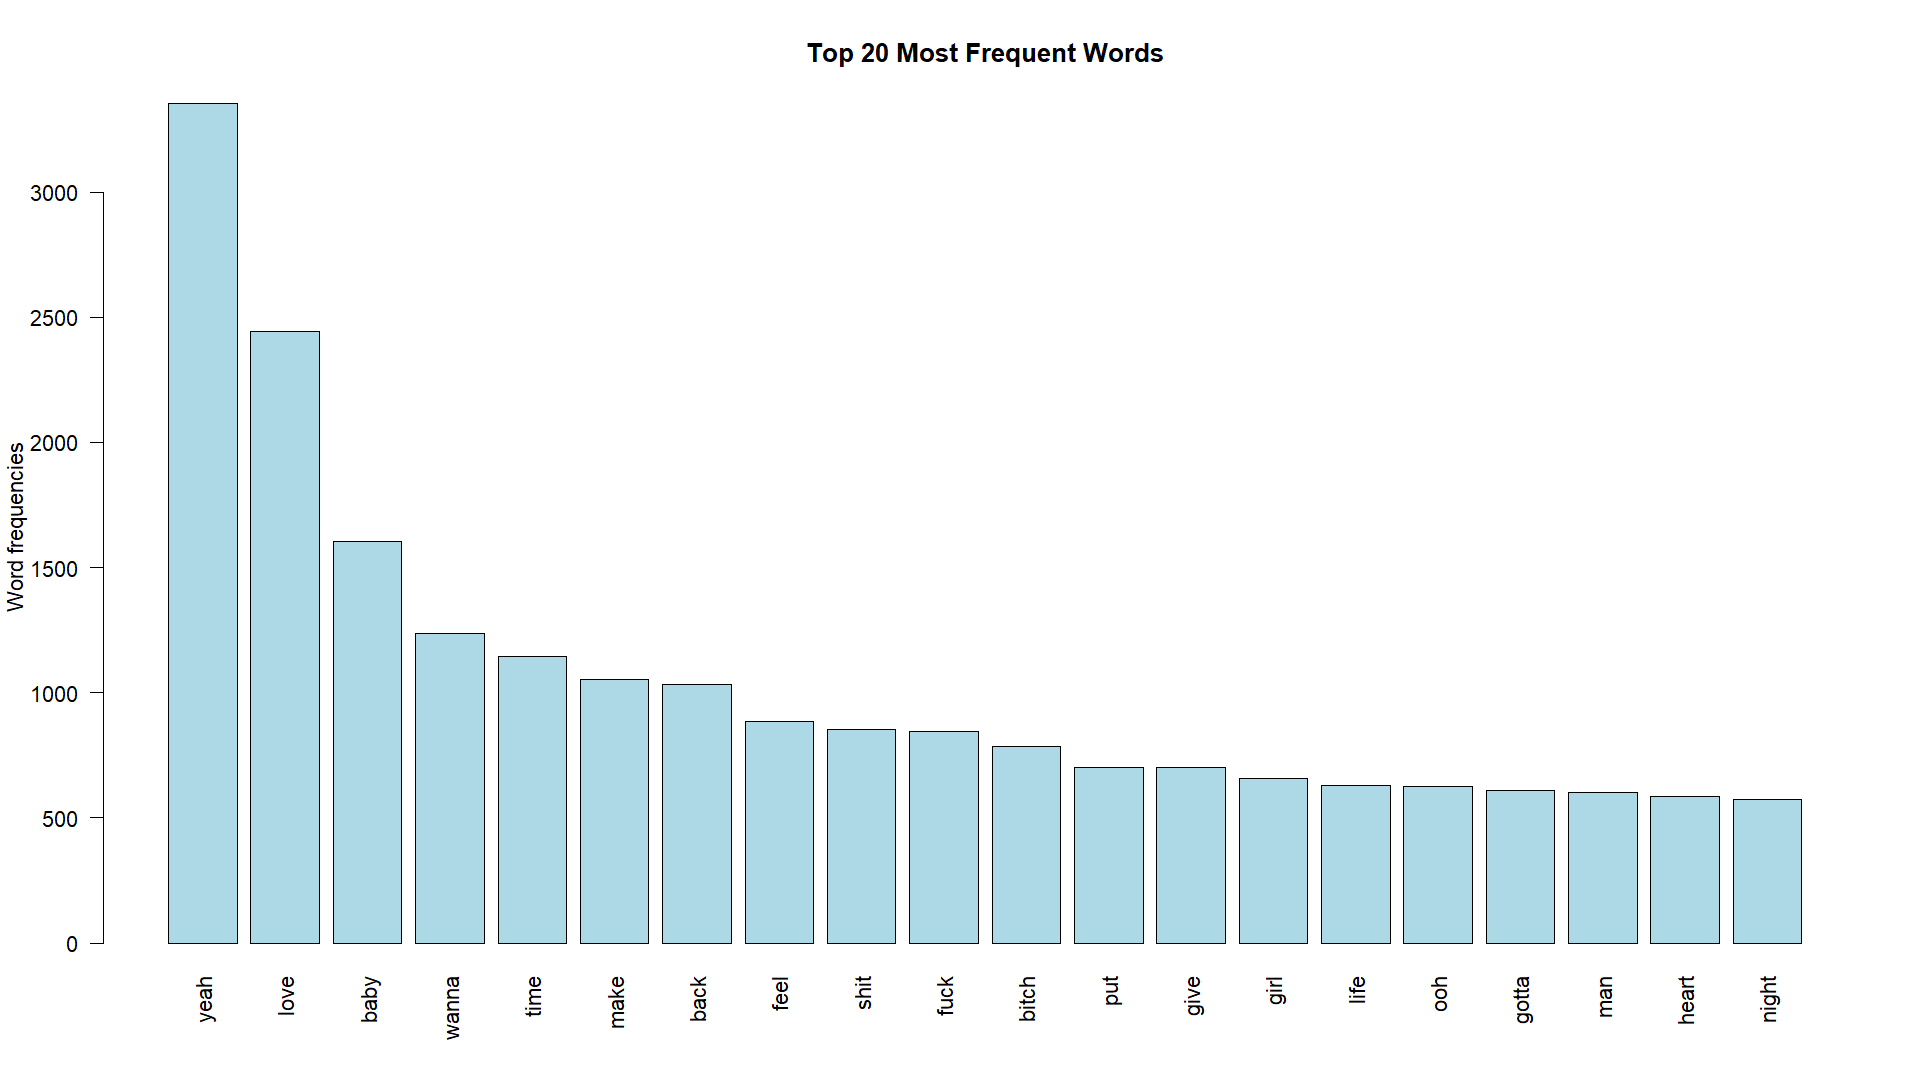 Top 20 Most Frequent Words
Word frequencies
3000
2500
2000
1500
1000
500
0
yeah
love
baby
wanna
time
make
back
feel
shit
fuck
bitch
put
give
girl
life
ooh
gotta
man
heart
night